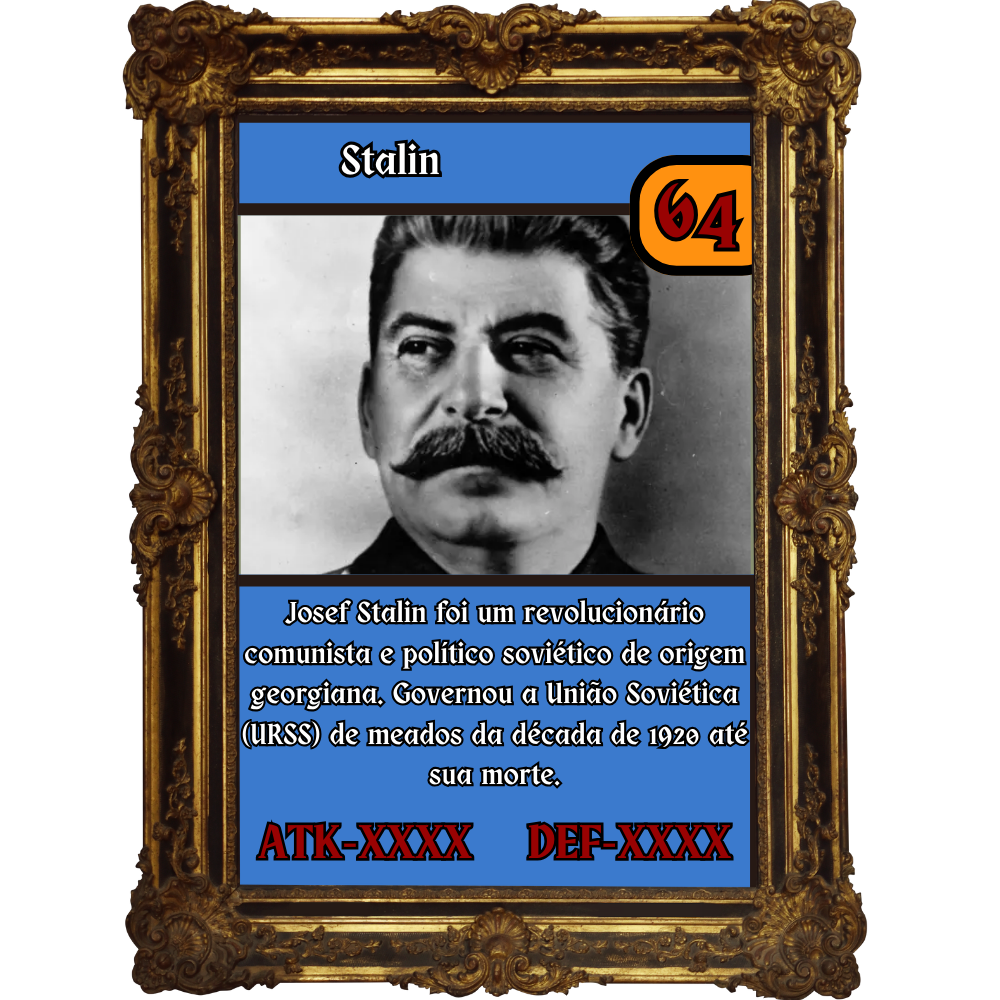 Stalin
64
Josef Stalin foi um revolucionário
comunista e político soviético de origem
georgiana. Governou a União Soviética
(URSS) de meados da década de 1920 até
sua morte.
ATK-XXXX DEF-XXXX